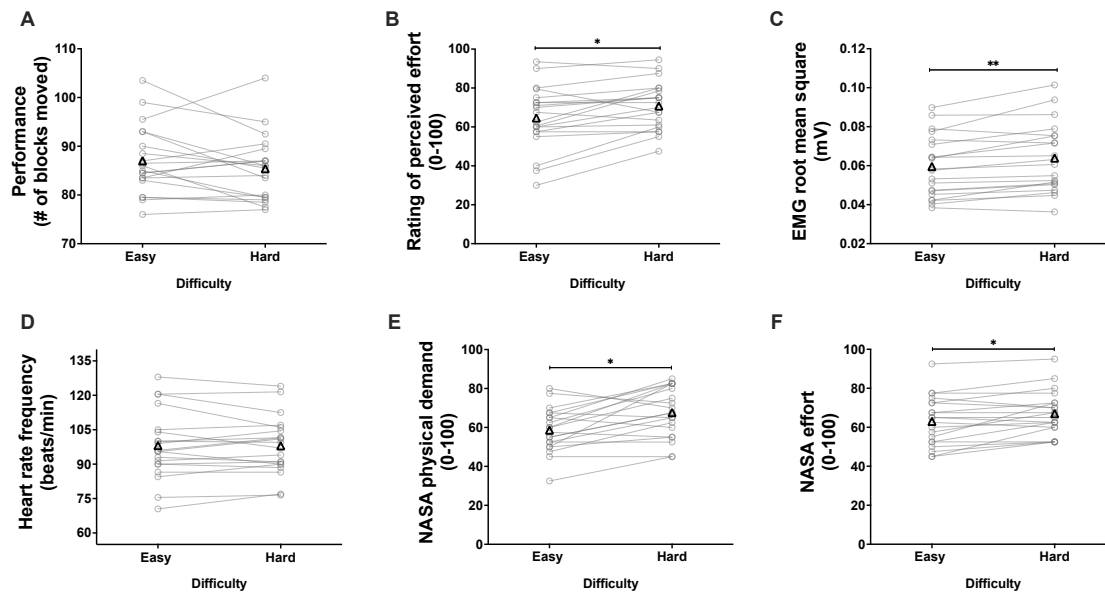 A
Performance
(# of blocks moved)
110
100
90
80
70
Easy
Hard
Difficulty
B
Rating of perceived effort
(0-100)
100
80
60
40
20
0
*
Easy
Hard
Difficulty
C
EMG root mean square
(mV)
0.12
0.10
0.08
0.06
0.04
0.02
**
Easy
Hard
Difficulty
D
Heart rate frequency
(beats/min)
135
120
105
90
75
60
Easy
Hard
Difficulty
E
NASA physical demand
(0-100)
100
80
60
40
20
0
*
Easy
Hard
Difficulty
F
NASA effort
(0-100)
100
80
60
40
20
0
*
Easy
Hard
Difficulty